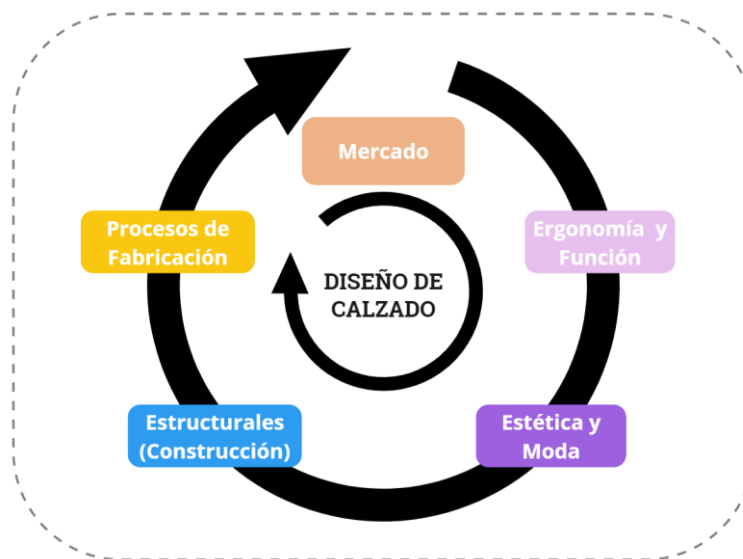 Mercado
Procesos de
Fabricación
Ergonomía y
Función
DISEÑO DE
CALZADO
Estructurales
(Construcción)
Estética y
Moda